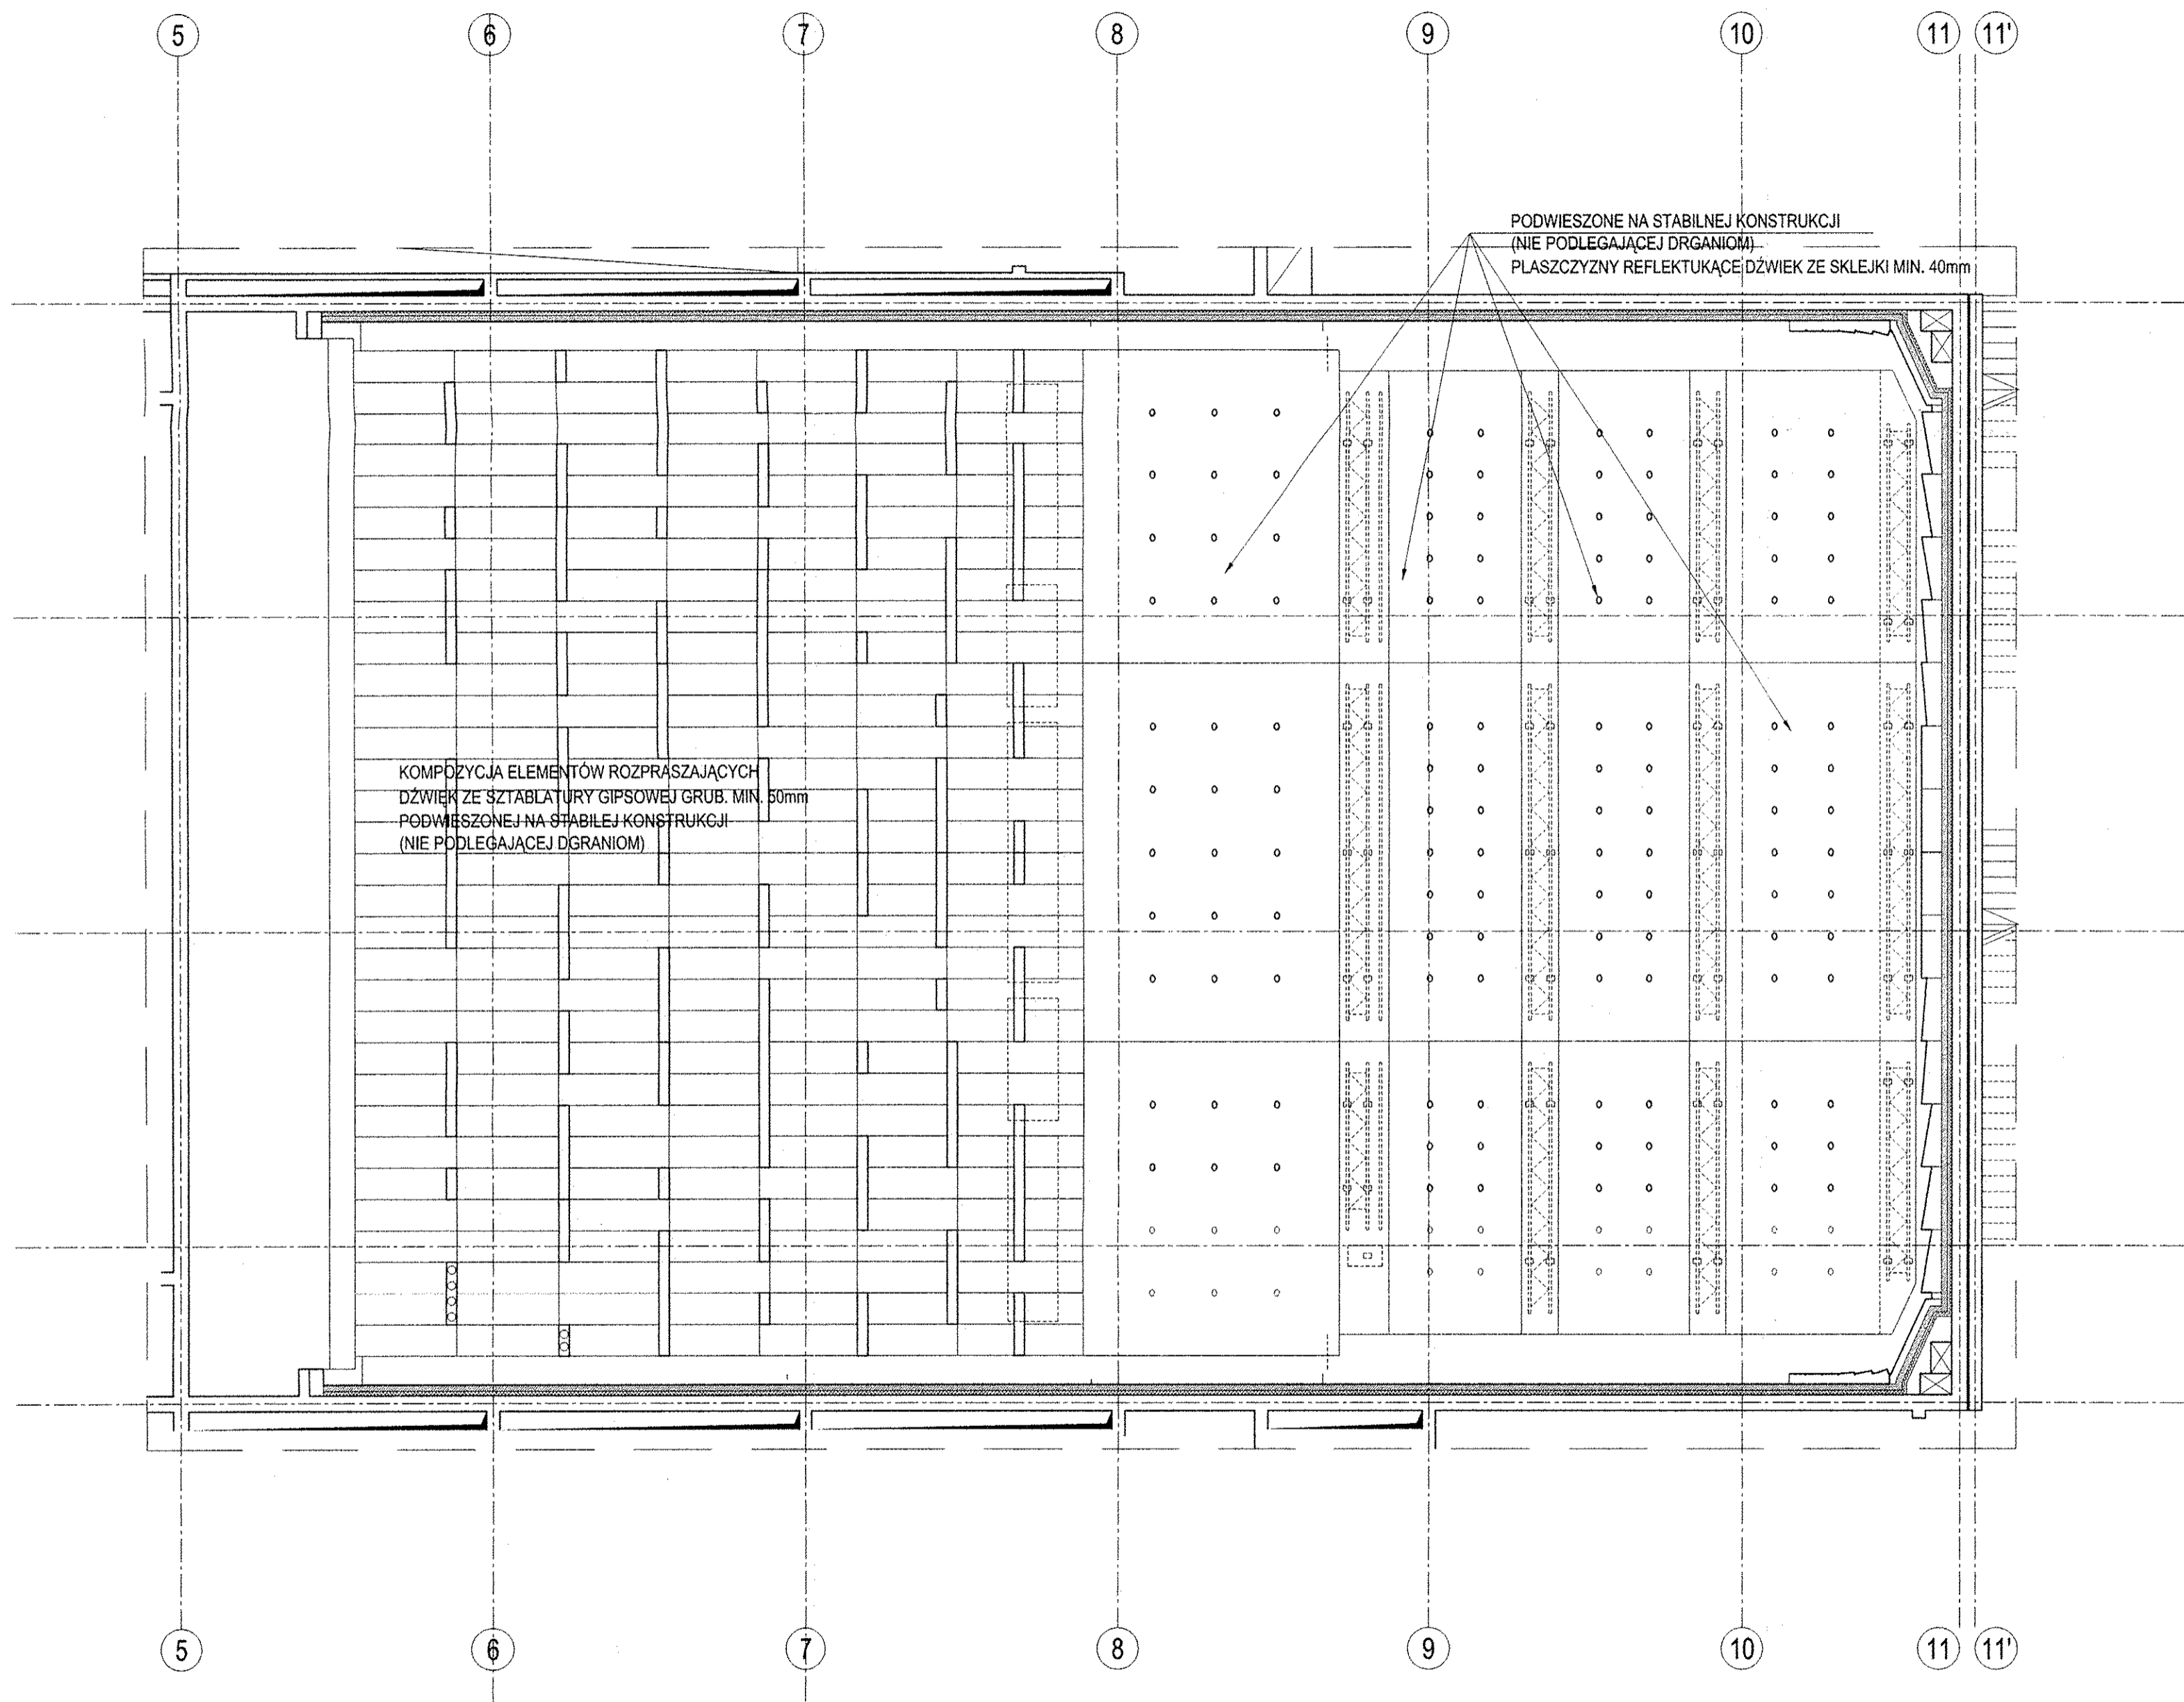 5 6 7 8 9 10 11 11'
PODWIESZONE NA STABILNEJ KONSTRUKCJI
(NIE PODLEGAJĄCEJ DRGANIOM)
PLASZCZYZNY REFLEKTUKĄCE DŹWIEK ZE SKLEJKI MIN. 40mm
KOMPOZYCJA ELEMENTÓW ROZPRASZAJĄCYCH
DŹWIĘK ZE SZTABLATURY GIPSOWEJ GRUB. MIN. 50mm
PODWIESZONEJ NA STABILEJ KONSTRUKCJI
(NIE PODLEGAJĄCEJ DGRANIOM)
5 6 7 8 9 10 11 11'